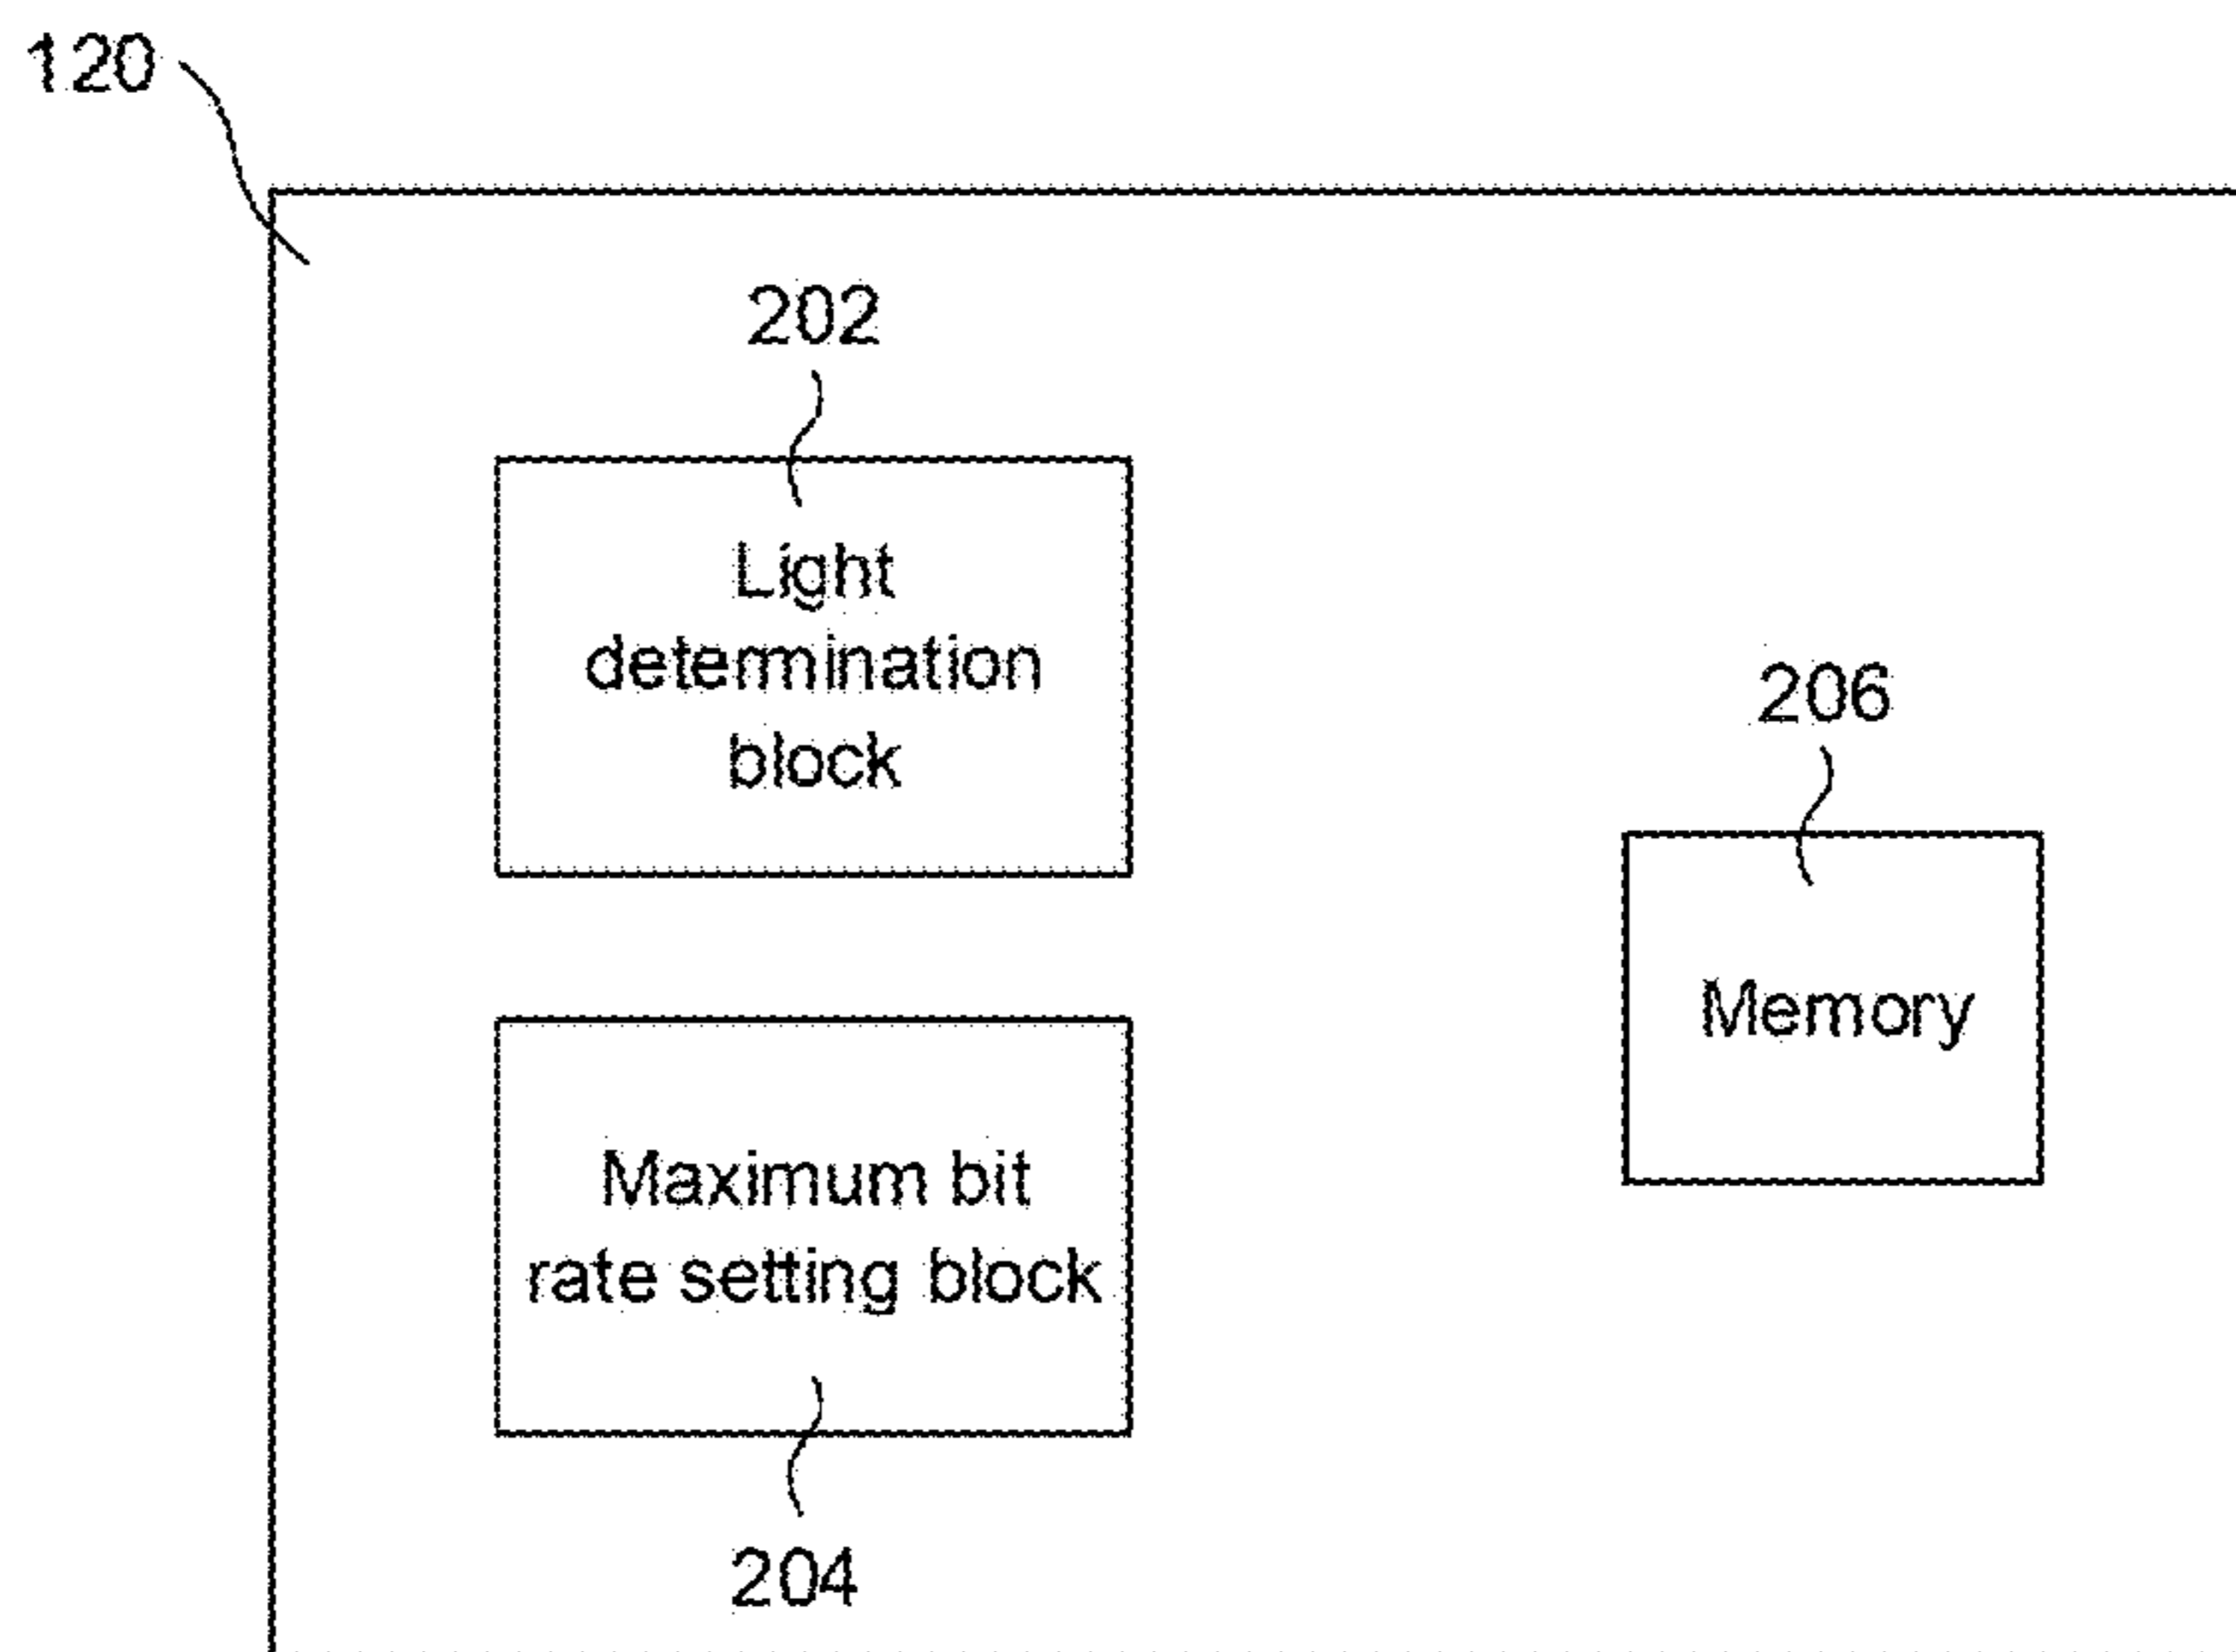 120
202
Light
determination
block
206
Memory
Maximum bit
rate setting block
204